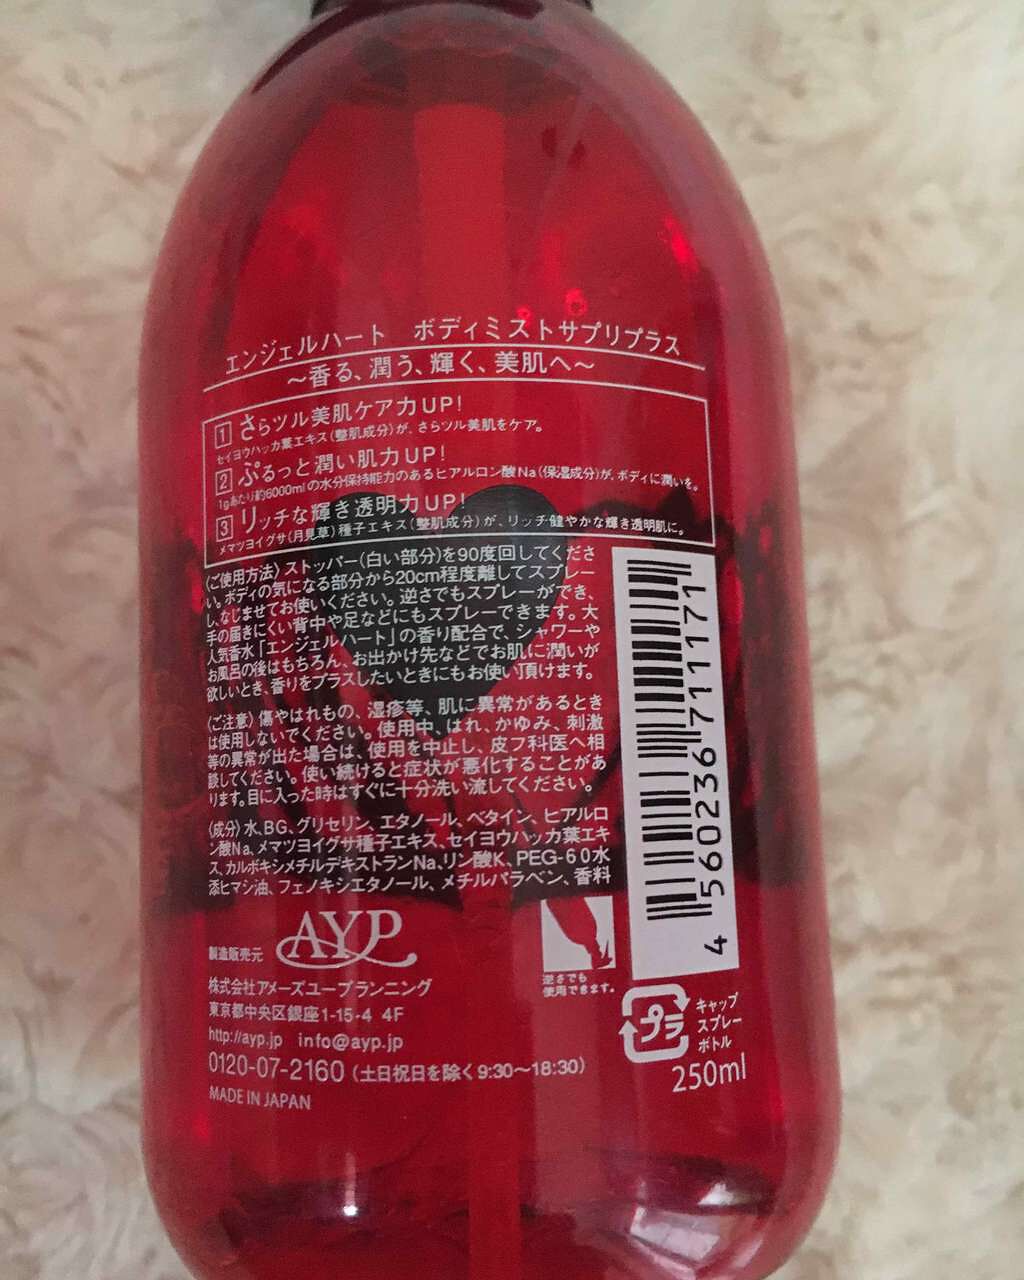 エンジェルハート ボディミストサプリプラス
～香る、潤う、輝く、美肌へ～
1 さらツル美肌ケア力UP!
セイヨウハッカ葉エキス(整肌成分)が、さらツル美肌をケア。
2 ぷるっと潤い肌力UP!
1gあたり約6000mlの水分保持能力のあるヒアルロン酸Na(保湿成分)が、ボディに潤いを。
3 リッチな輝き透明力UP!
メマツヨイグサ(月見草)種子エキス(整肌成分)が、リッチ健やかな輝き透明肌に。
〈ご使用方法〉ストッパー(白い部分)を90度回してくださ
い。ボディの気になる部分から20cm程度離してスプレー
し、なじませてお使いください。逆さでもスプレーができ、
手の届きにくい背中や足などにもスプレーできます。大
人気香水「エンジェルハート」の香り配合で、シャワーや
お風呂の後はもちろん、お出かけ先などでお肌に潤いが
欲しいとき、香りをプラスしたいときにもお使い頂けます。
〈ご注意〉傷やはれもの、湿疹等、肌に異常があるとき
は使用しないでください。使用中、はれ、かゆみ、刺激
等の異常が出た場合は、使用を中止し、皮フ科医へ相
談してください。使い続けると症状が悪化することがあ
ります。目に入った時はすぐに十分洗い流してください。
〈成分〉水、BG、グリセリン、エタノール、ベタイン、ヒアルロ
ン酸Na、メマツヨイグサ種子エキス、セイヨウハッカ葉エキ
ス、カルボキシメチルデキストランNa、リン酸K、PEG-60水
添ヒマシ油、フェノキシエタノール、メチルパラベン、香料
製造販売元 AYP
株式会社アメーズユープランニング
東京都中央区銀座1-15-4 4F
http://ayp.jp info@ayp.jp
0120-07-2160 (土日祝日を除く9:30～18:30)
MADE IN JAPAN
逆さでも
使用できます。
4 560236 711171
プラ
キャップ
スプレー
ボトル
250ml